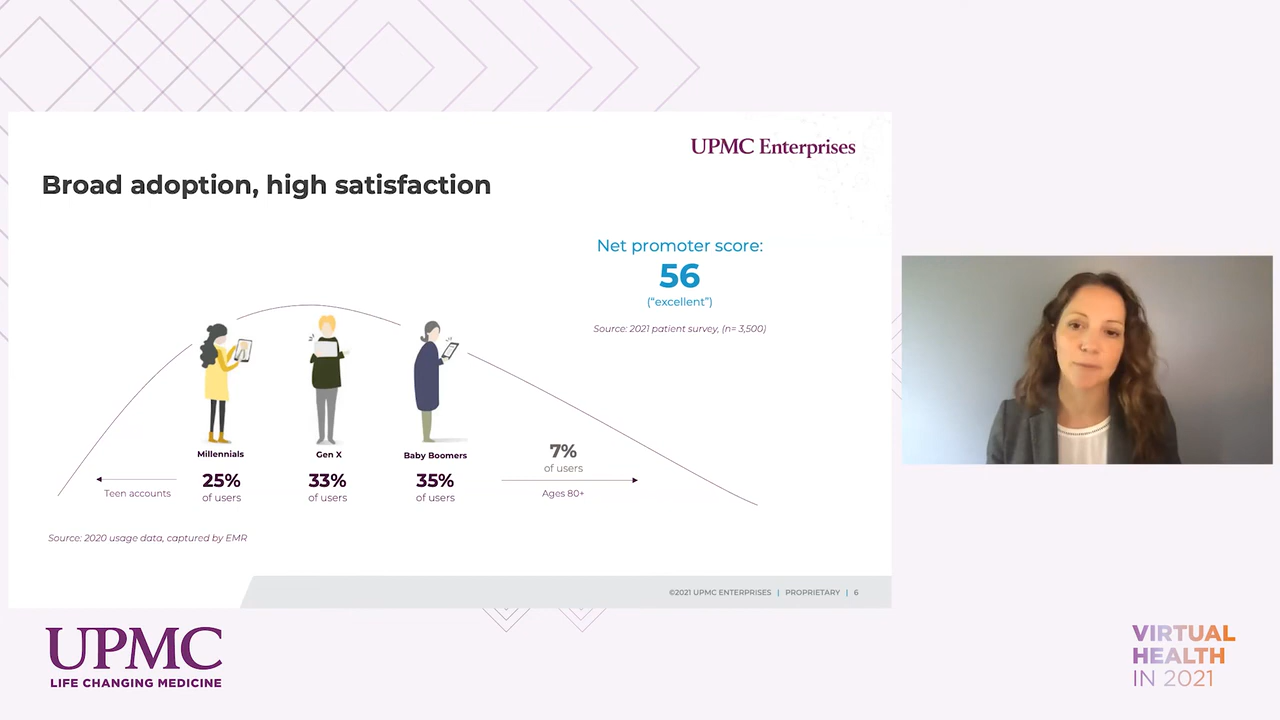 UPMC Enterprises
Broad adoption, high satisfaction
Net promoter score:
56
(“excellent”)
Source: 2021 patient survey, (n= 3,500)
Millennials
Gen X
Baby Boomers
25%
of users
33%
of users
35%
of users
7%
of users
Teen accounts
Ages 80+
Source: 2020 usage data, captured by EMR
©2021 UPMC ENTERPRISES | PROPRIETARY | 6
UPMC
LIFE CHANGING MEDICINE
VIRTUAL
HEALTH
IN 2021